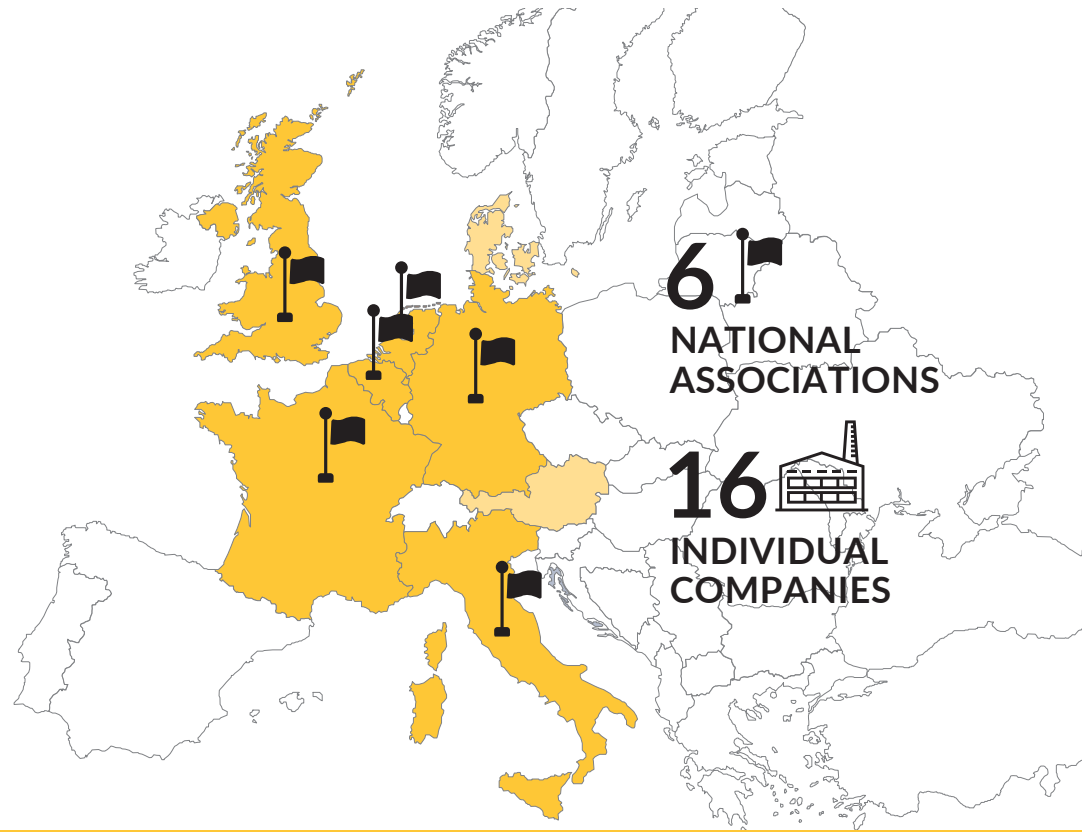 6
NATIONAL
ASSOCIATIONS
16
INDIVIDUAL
COMPANIES